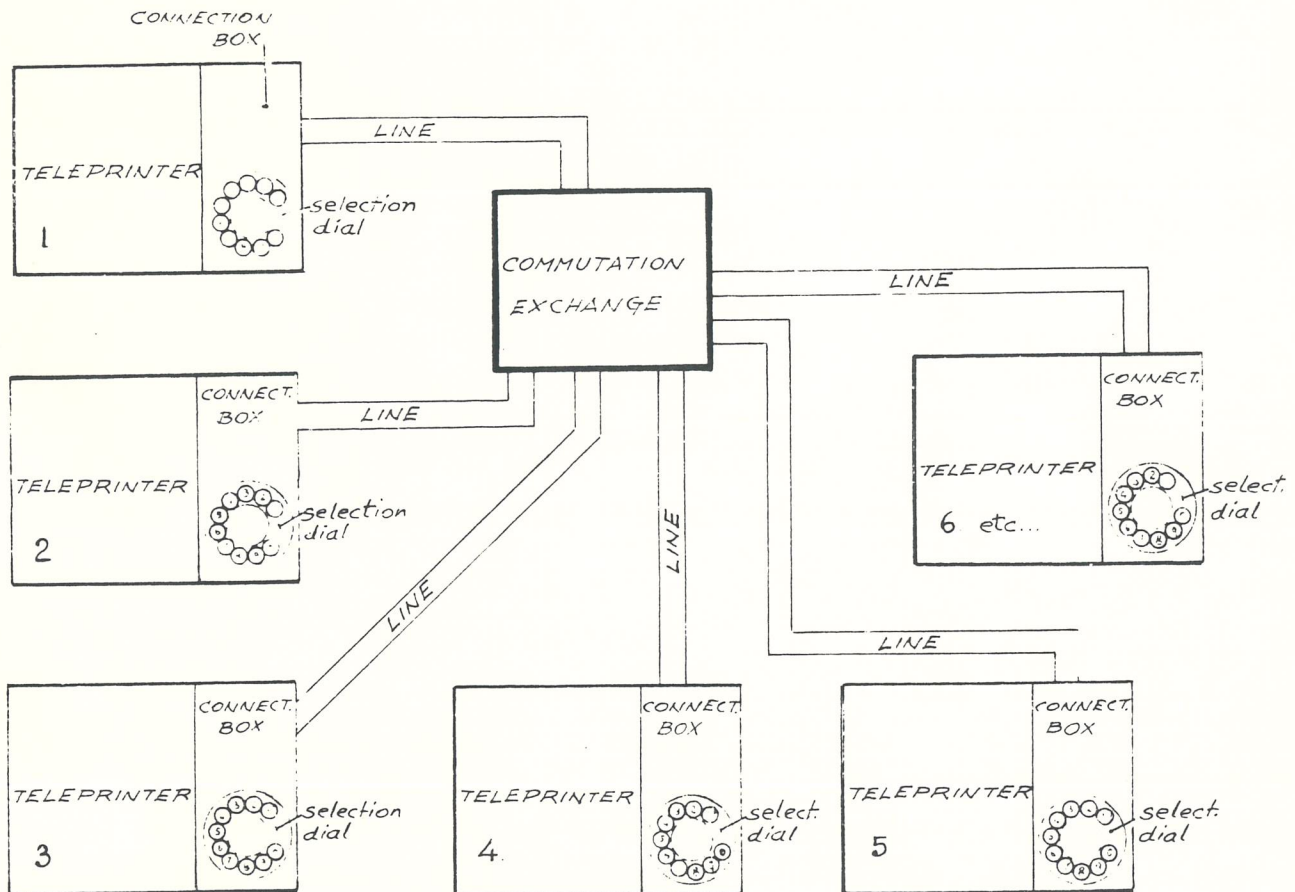 CONNECTION
BOX
TELEPRINTER
1
selection
dial
LINE
COMMUTATION
EXCHANGE
LINE
TELEPRINTER
2
CONNECT.
BOX
selection
dial
LINE
CONNECT.
BOX
TELEPRINTER
6 etc...
select.
dial
LINE
LINE
LINE
TELEPRINTER
3
CONNECT.
BOX
selection
dial
TELEPRINTER
4.
CONNECT.
BOX
select.
dial
TELEPRINTER
5
CONNECT.
BOX
select.
dial